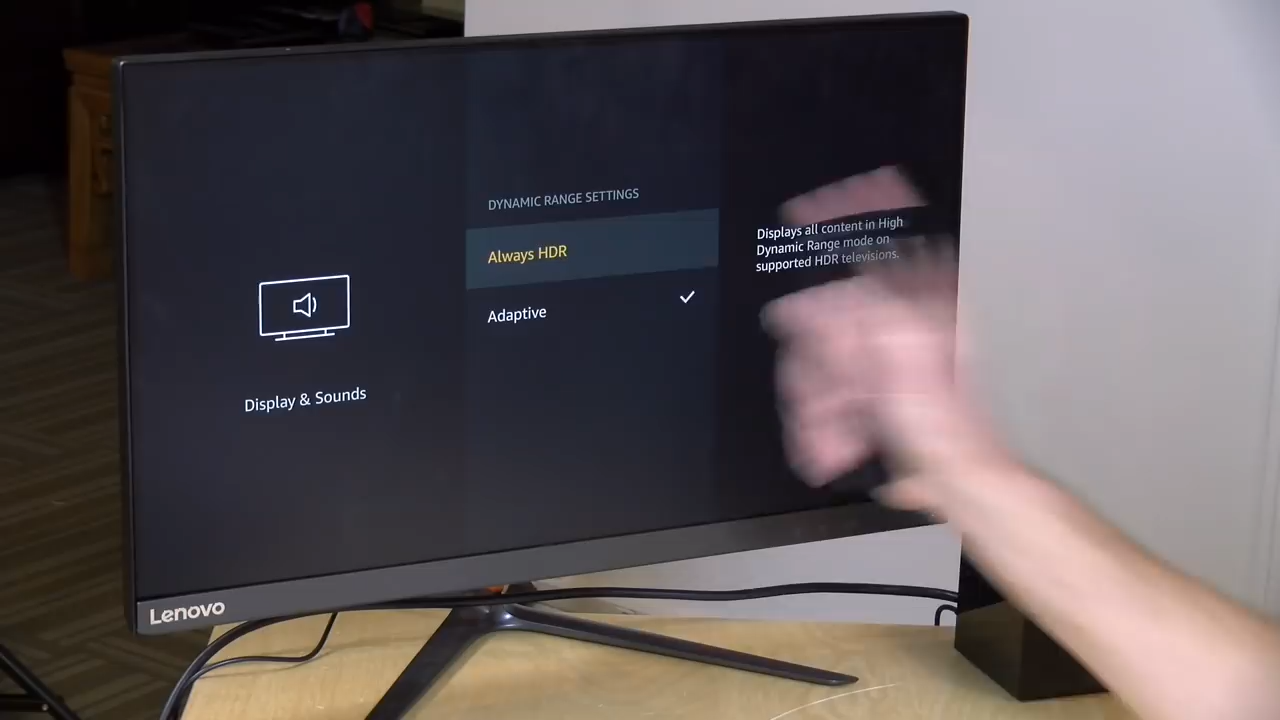 DYNAMIC RANGE SETTINGS
Always HDR
Adaptive
Display & Sounds
Displays all content in High
Dynamic Range mode on
supported HDR televisions.
Lenovo